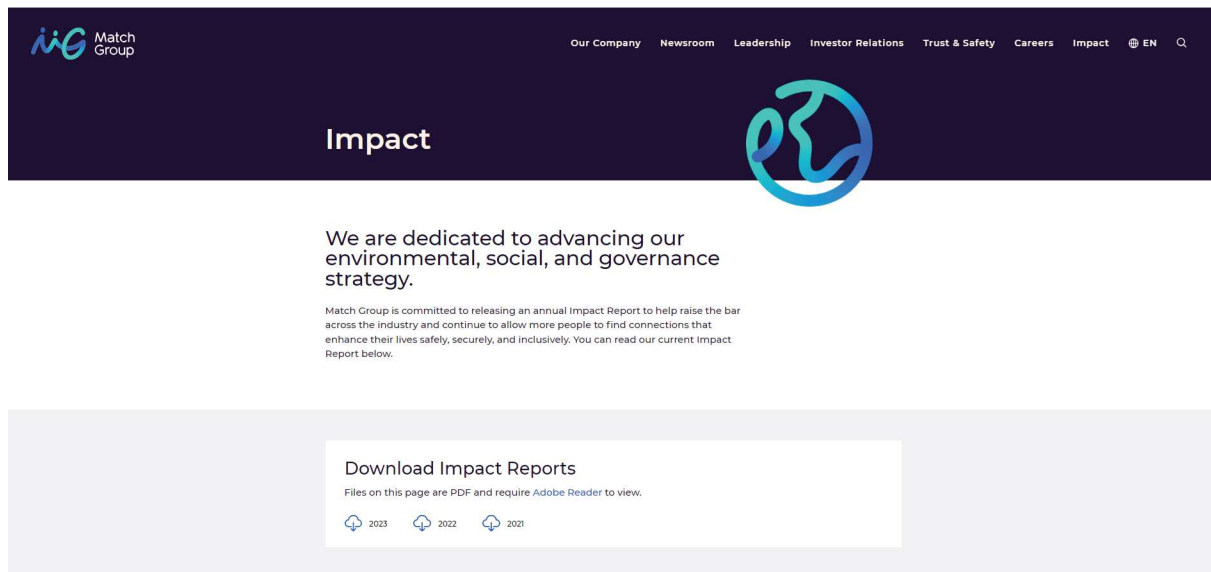 Match
Group
Our Company Newsroom Leadership Investor Relations Trust & Safety Careers Impact EN
Impact
We are dedicated to advancing our
environmental, social, and governance
strategy.
Match Group is committed to releasing an annual Impact Report to help raise the bar
across the industry and continue to allow more people to find connections that
enhance their lives safely, securely, and inclusively. You can read our current Impact
Report below.
Download Impact Reports
Files on this page are PDF and require Adobe Reader to view.
2023 2022 2021